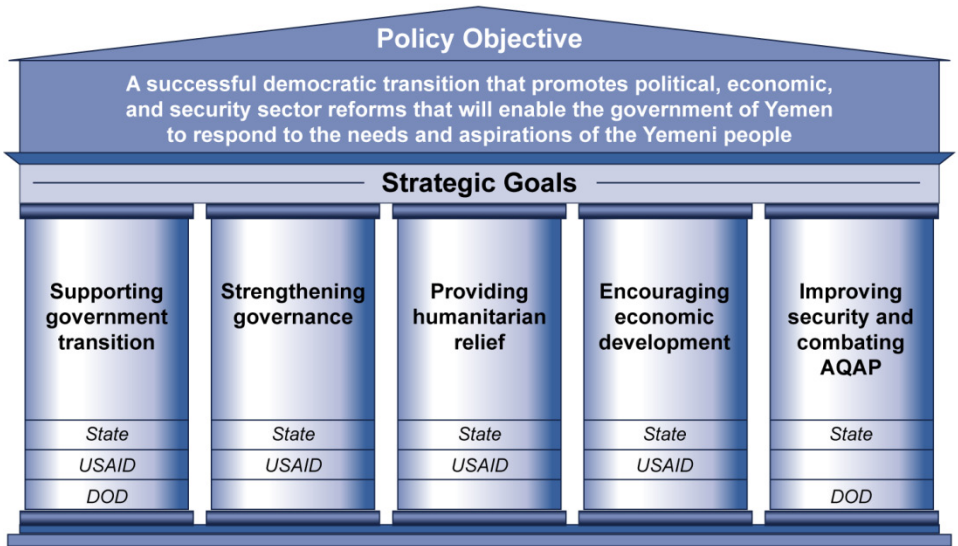 Policy Objective
A successful democratic transition that promotes political, economic,
and security sector reforms that will enable the government of Yemen
to respond to the needs and aspirations of the Yemeni people
Strategic Goals
Supporting
government
transition
State
USAID
DOD
Strengthening
governance
State
USAID
Providing
humanitarian
relief
State
USAID
Encouraging
economic
development
State
USAID
Improving
security and
combating
AQAP
State
DOD